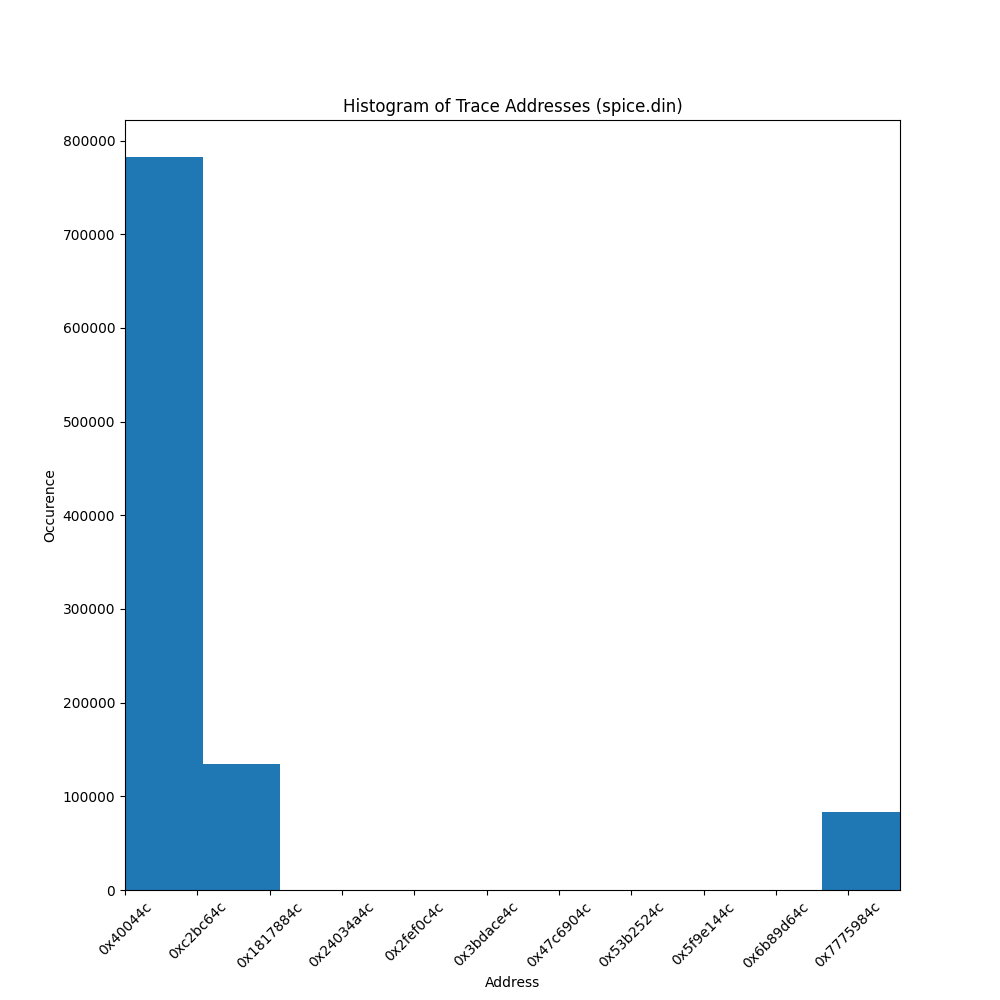 Histogram of Trace Addresses (spice.din)
800000
700000
600000
500000
400000
300000
200000
100000
0
Occurence
0x40044c
0xc2bc64c
0x1817884c
0x24034a4c
0x2fef0c4c
0x3bdace4c
0x47c6904c
0x53b2524c
0x5f9e144c
0x6b89d64c
0x7775984c
Address